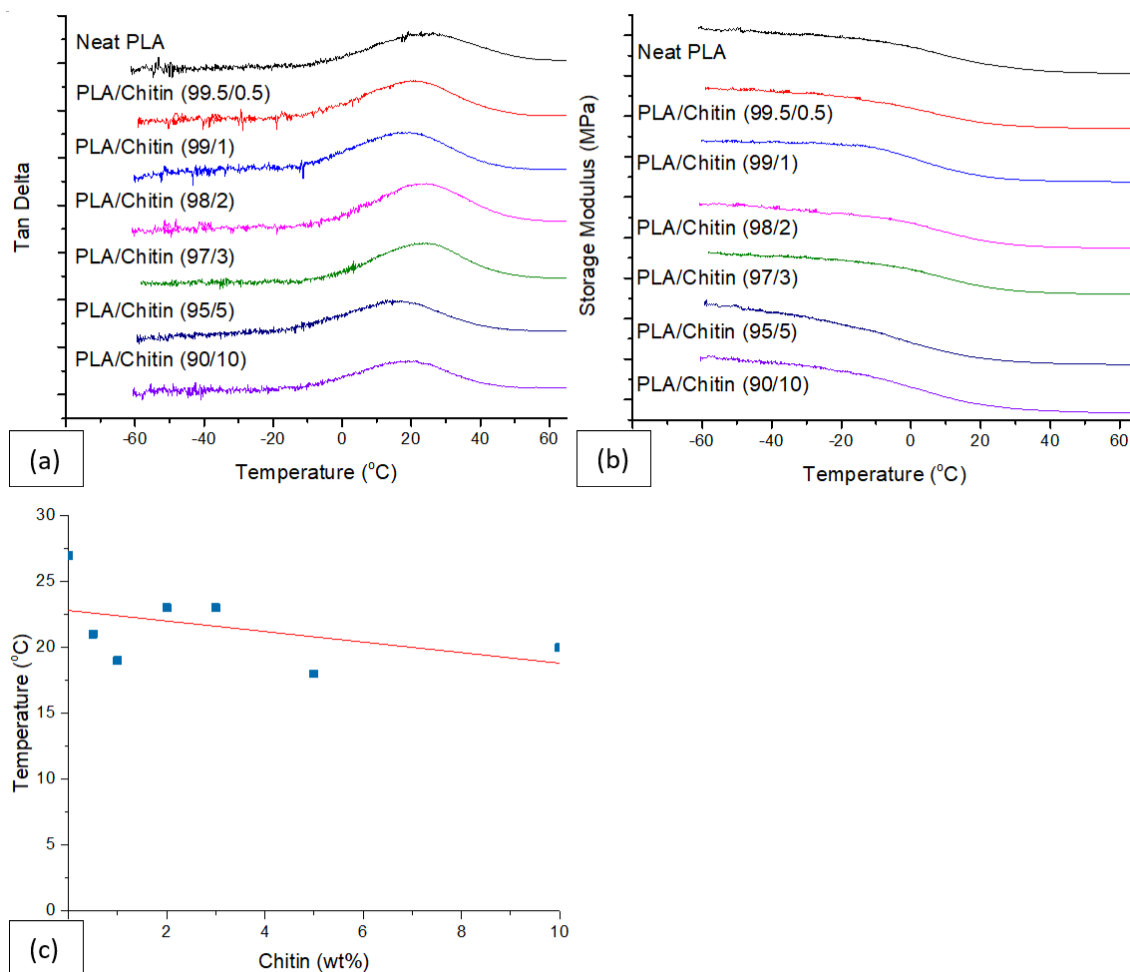 Tan Delta
Neat PLA
PLA/Chitin (99.5/0.5)
PLA/Chitin (99/1)
PLA/Chitin (98/2)
PLA/Chitin (97/3)
PLA/Chitin (95/5)
PLA/Chitin (90/10)
-60 -40 -20 0 20 40 60
Temperature (°C)
(a)
Storage Modulus (MPa)
Neat PLA
PLA/Chitin (99.5/0.5)
PLA/Chitin (99/1)
PLA/Chitin (98/2)
PLA/Chitin (97/3)
PLA/Chitin (95/5)
PLA/Chitin (90/10)
-60 -40 -20 0 20 40 60
Temperature (°C)
(b)
Temperature (°C)
30
25
20
15
10
5
0
2 4 6 8 10
Chitin (wt%)
(c)